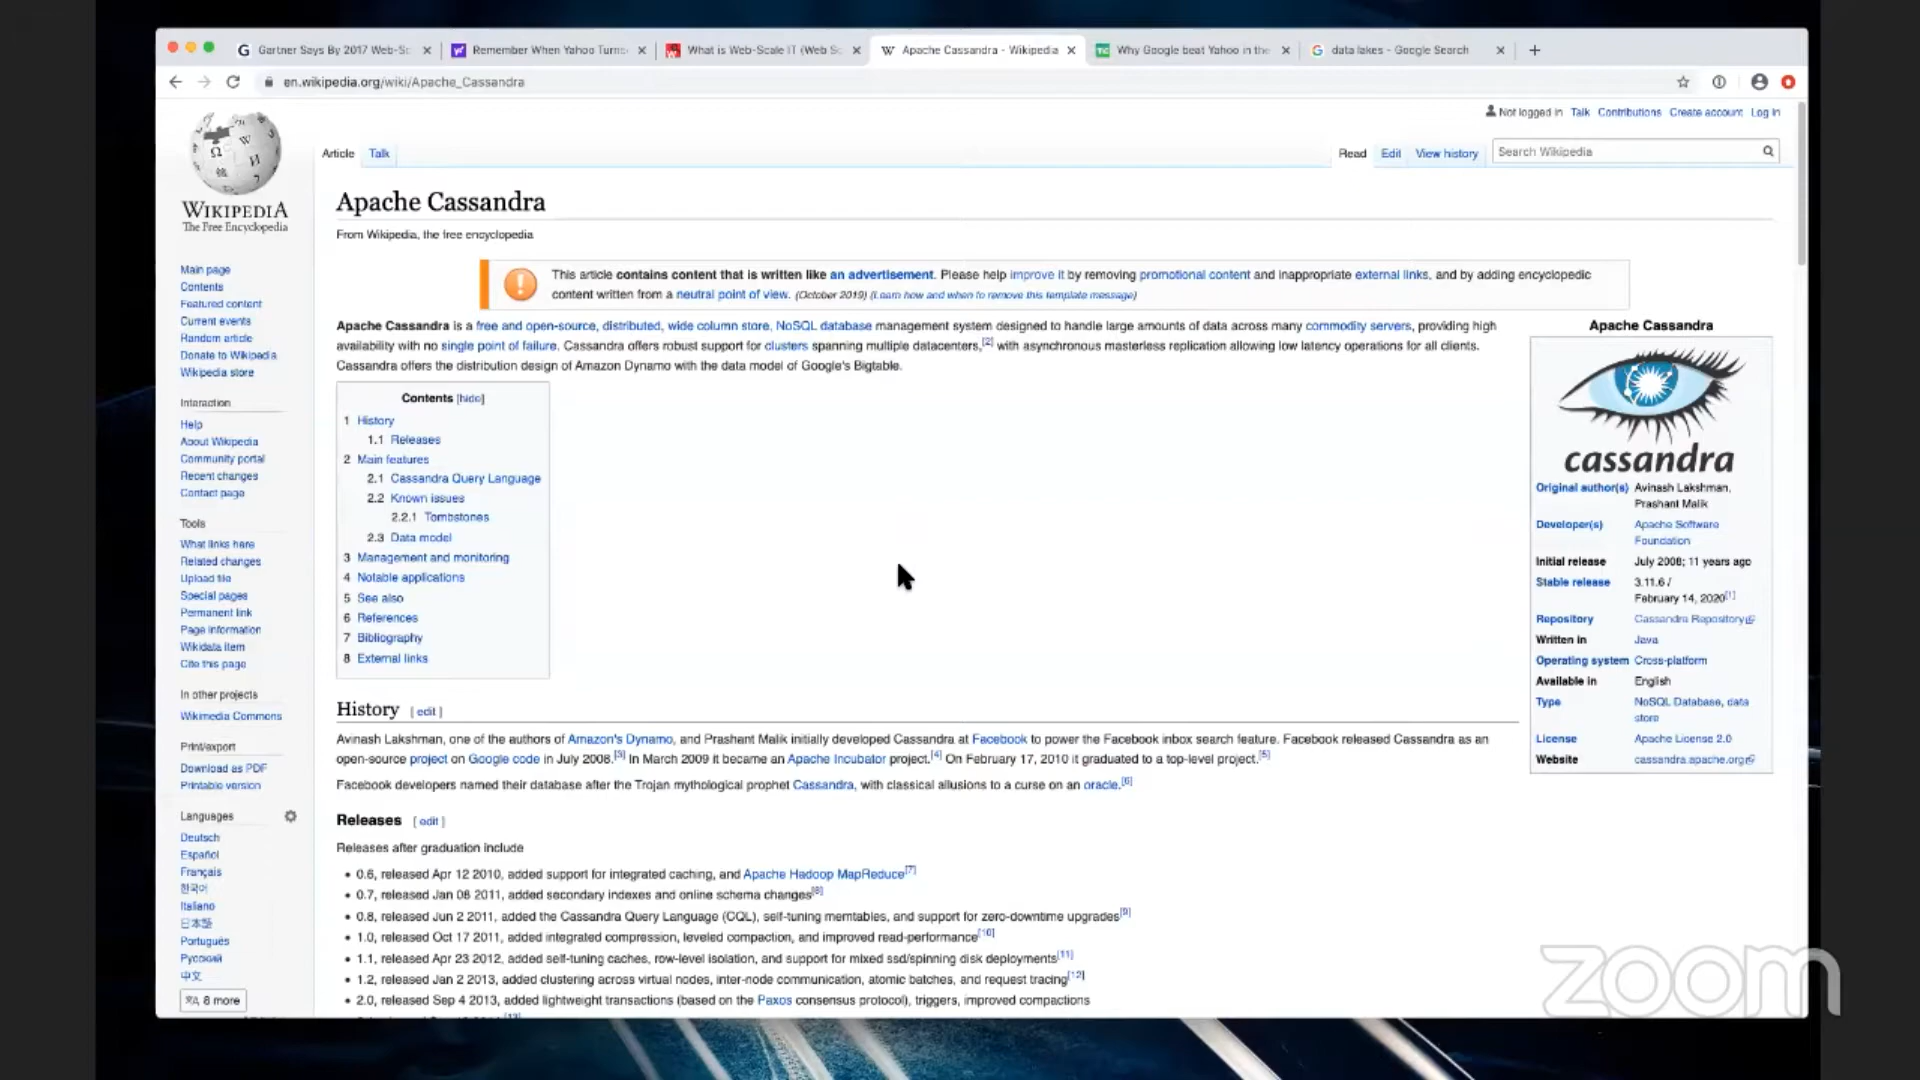 Gartner Says By 2017 Web-Sc
Remember When Yahoo Turne
What is Web-Scale IT (Web Sc
Apache Cassandra - Wikipedia
Why Google beat Yahoo in the
data lakes - Google Search
en.wikipedia.org/wiki/Apache_Cassandra
Not logged in Talk Contributions Create account Log in
Article Talk
Read Edit View history Search Wikipedia
WIKIPEDIA
The Free Encyclopedia
Main page
Contents
Featured content
Current events
Random article
Donate to Wikipedia
Wikipedia store
Interaction
Help
About Wikipedia
Community portal
Recent changes
Contact page
Tools
What links here
Related changes
Upload file
Special pages
Permanent link
Page information
Wikidata item
Cite this page
In other projects
Wikimedia Commons
Print/export
Download as PDF
Printable version
Languages
Deutsch
Español
Français
한국어
Italiano
日本語
Português
Русский
中文
文A 8 more
Apache Cassandra
From Wikipedia, the free encyclopedia
This article contains content that is written like an advertisement. Please help improve it by removing promotional content and inappropriate external links, and by adding encyclopedic
content written from a neutral point of view. (October 2019) (Learn how and when to remove this template message)
Apache Cassandra is a free and open-source, distributed, wide column store, NoSQL database management system designed to handle large amounts of data across many commodity servers, providing high
availability with no single point of failure. Cassandra offers robust support for clusters spanning multiple datacenters,[2] with asynchronous masterless replication allowing low latency operations for all clients.
Cassandra offers the distribution design of Amazon Dynamo with the data model of Google's Bigtable.
Contents [hide]
1 History
1.1 Releases
2 Main features
2.1 Cassandra Query Language
2.2 Known issues
2.2.1 Tombstones
2.3 Data model
3 Management and monitoring
4 Notable applications
5 See also
6 References
7 Bibliography
8 External links
Apache Cassandra
cassandra
Original author(s) Avinash Lakshman,
Prashant Malik
Developer(s) Apache Software
Foundation
Initial release July 2008; 11 years ago
Stable release 3.11.6 /
February 14, 2020[1]
Repository Cassandra Repository
Written in Java
Operating system Cross-platform
Available in English
Type NoSQL Database, data
store
License Apache License 2.0
Website cassandra.apache.org
History [ edit ]
Avinash Lakshman, one of the authors of Amazon's Dynamo, and Prashant Malik initially developed Cassandra at Facebook to power the Facebook inbox search feature. Facebook released Cassandra as an
open-source project on Google code in July 2008.[3] In March 2009 it became an Apache Incubator project.[4] On February 17, 2010 it graduated to a top-level project.[5]
Facebook developers named their database after the Trojan mythological prophet Cassandra, with classical allusions to a curse on an oracle.[6]
Releases [ edit ]
Releases after graduation include
• 0.6, released Apr 12 2010, added support for integrated caching, and Apache Hadoop MapReduce[7]
• 0.7, released Jan 08 2011, added secondary indexes and online schema changes[8]
• 0.8, released Jun 2 2011, added the Cassandra Query Language (CQL), self-tuning memtables, and support for zero-downtime upgrades[9]
• 1.0, released Oct 17 2011, added integrated compression, leveled compaction, and improved read-performance[10]
• 1.1, released Apr 23 2012, added self-tuning caches, row-level isolation, and support for mixed ssd/spinning disk deployments[11]
• 1.2, released Jan 2 2013, added clustering across virtual nodes, inter-node communication, atomic batches, and request tracing[12]
• 2.0, released Sep 4 2013, added lightweight transactions (based on the Paxos consensus protocol), triggers, improved compactions
zoom